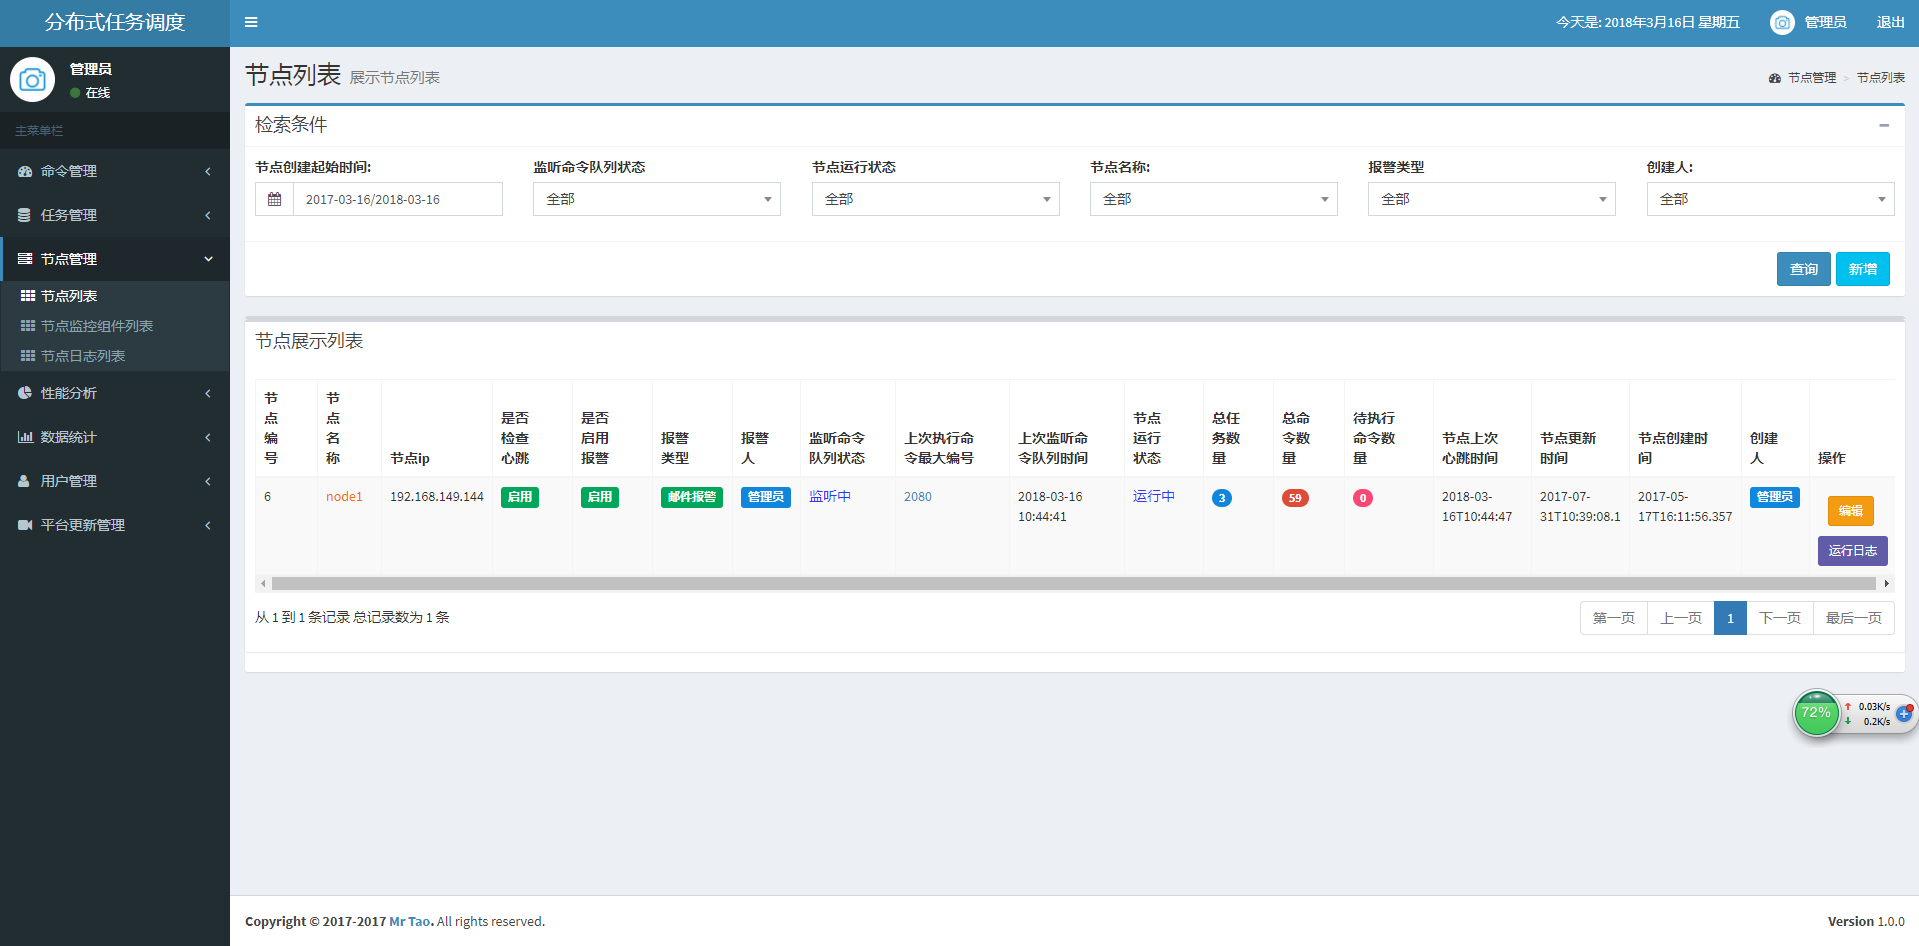 分布式任务调度
今天是: 2018年3月16日 星期五
管理员
退出
管理员
在线
主菜单栏
命令管理
任务管理
节点管理
节点列表
节点监控组件列表
节点日志列表
性能分析
数据统计
用户管理
平台更新管理
节点列表 展示节点列表
节点管理 > 节点列表
检索条件
节点创建起始时间:
2017-03-16/2018-03-16
监听命令队列状态
全部
节点运行状态
全部
节点名称:
全部
报警类型
全部
创建人:
全部
查询
新增
节点展示列表
节点编号
节点名称
节点ip
是否检查心跳
是否启用报警
报警类型
报警人
监听命令队列状态
上次执行命令最大编号
上次监听命令队列时间
节点运行状态
总任务数量
总命令数量
待执行命令数量
节点上次心跳时间
节点更新时间
节点创建时间
创建人
操作
6
node1
192.168.149.144
启用
启用
邮件报警
管理员
监听中
2080
2018-03-16
10:44:41
运行中
3
59
0
2018-03-
16T10:44:47
2017-07-
31T10:39:08.1
2017-05-
17T16:11:56.357
管理员
编辑
运行日志
从 1 到 1 条记录 总记录数为 1 条
第一页
上一页
1
下一页
最后一页
72%
0.03K/s
0.2K/s
Copyright © 2017-2017 Mr Tao. All rights reserved.
Version 1.0.0